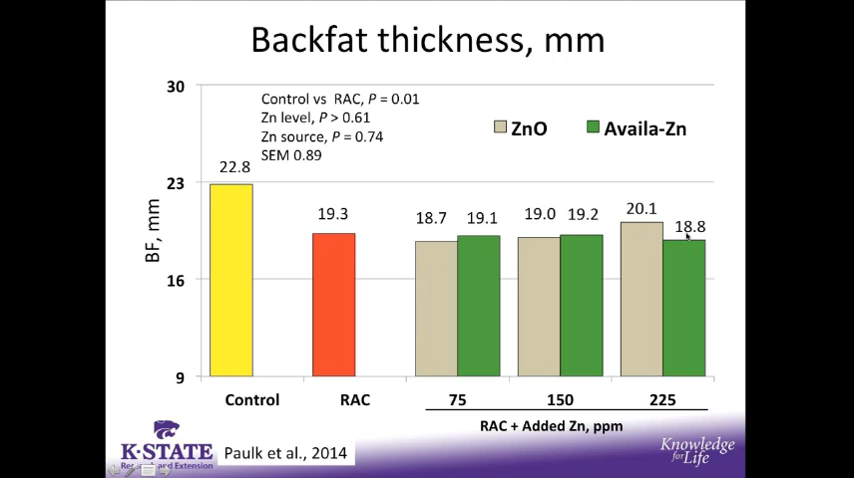 Backfat thickness, mm
30
23
16
9
BF, mm
Control vs RAC, P = 0.01
Zn level, P > 0.61
Zn source, P = 0.74
SEM 0.89
ZnO
Availa-Zn
22.8
19.3
18.7
19.1
19.0
19.2
20.1
18.8
Control
RAC
75
150
225
RAC + Added Zn, ppm
K-STATE
Research and Extension
Paulk et al., 2014
Knowledge
for Life